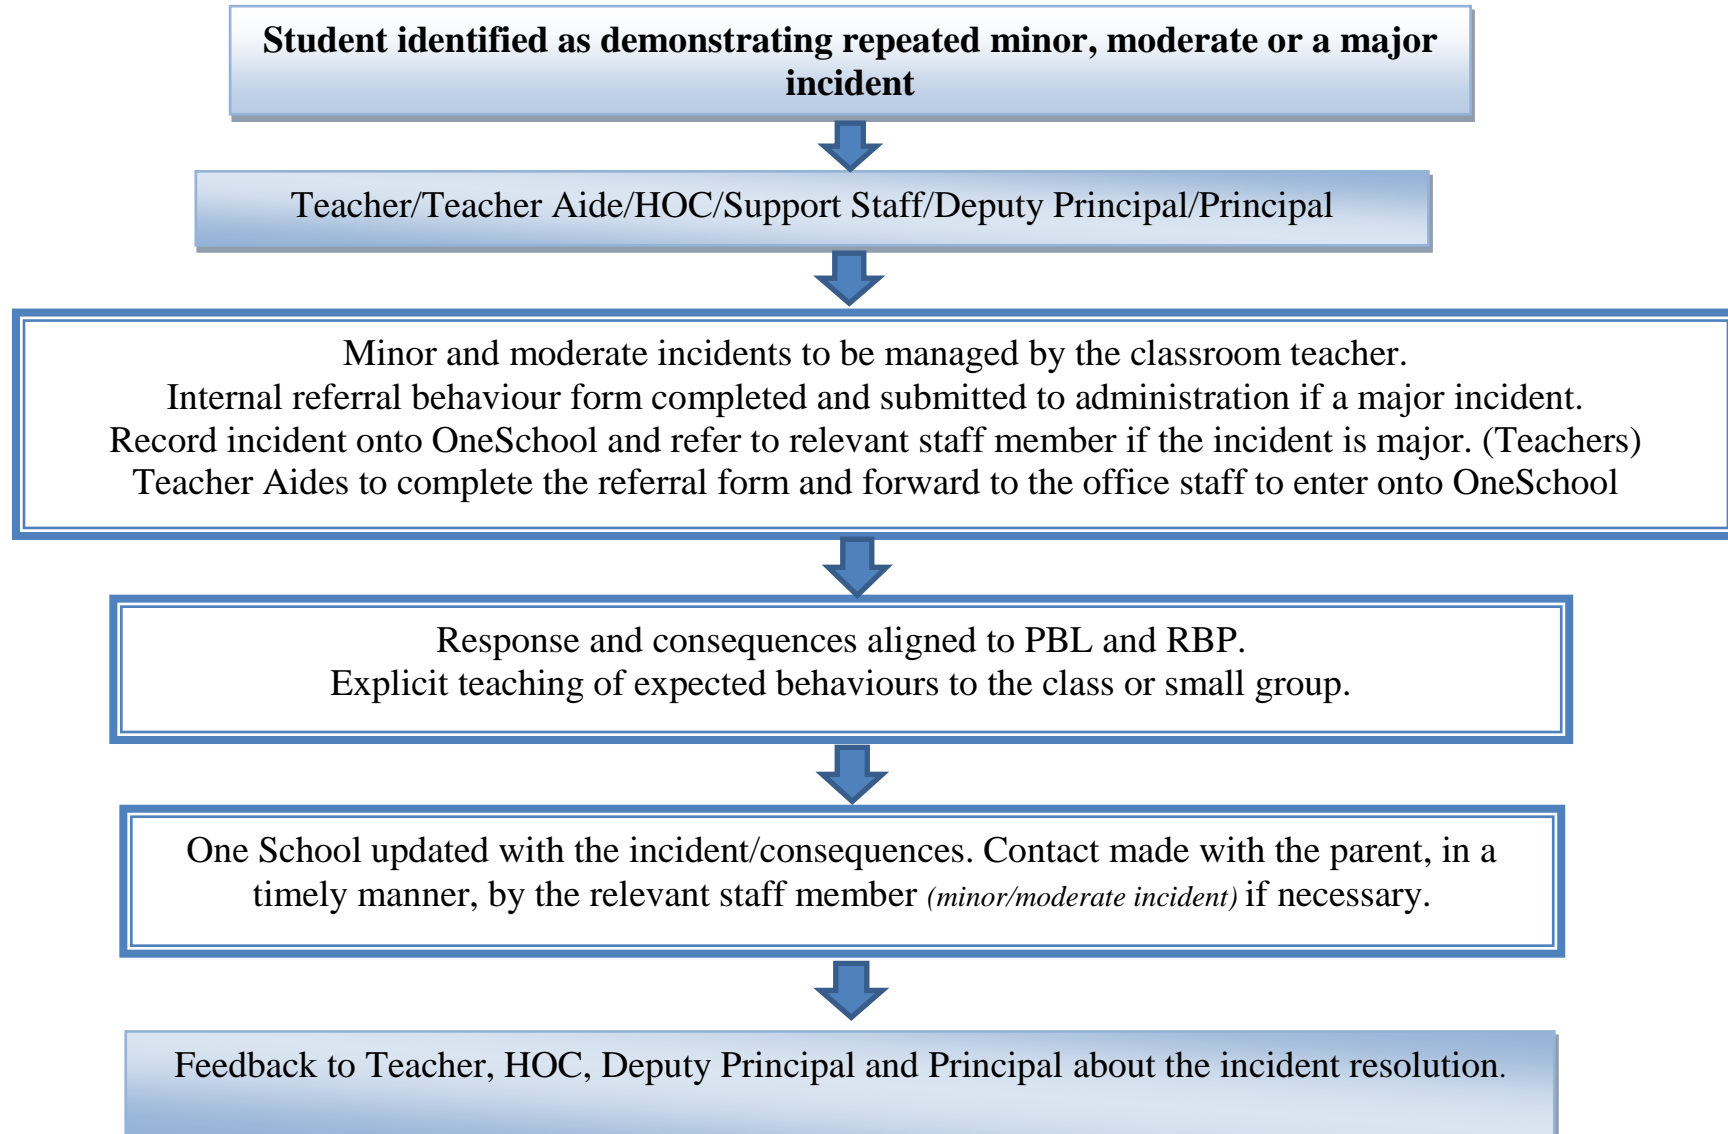 Student identified as demonstrating repeated minor, moderate or a major
incident
Teacher/Teacher Aide/HOC/Support Staff/Deputy Principal/Principal
Minor and moderate incidents to be managed by the classroom teacher.
Internal referral behaviour form completed and submitted to administration if a major incident.
Record incident onto OneSchool and refer to relevant staff member if the incident is major. (Teachers)
Teacher Aides to complete the referral form and forward to the office staff to enter onto OneSchool
Response and consequences aligned to PBL and RBP.
Explicit teaching of expected behaviours to the class or small group.
One School updated with the incident/consequences. Contact made with the parent, in a
timely manner, by the relevant staff member (minor/moderate incident) if necessary.
Feedback to Teacher, HOC, Deputy Principal and Principal about the incident resolution.